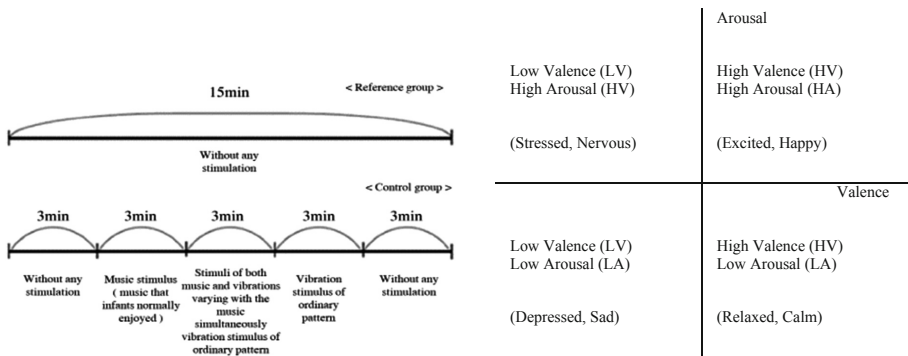 15min
< Reference group >
Without any
stimulation
< Control group >
3min
3min
3min
3min
3min
Without any
stimulation
Music stimulus
( music that
infants normally
enjoyed )
Stimuli of both
music and vibrations
varying with the
music
simultaneously
vibration stimulus of
ordinary pattern
Vibration
stimulus of
ordinary
pattern
Without any
stimulation
Arousal
Low Valence (LV)
High Arousal (HV)
(Stressed, Nervous)
High Valence (HV)
High Arousal (HA)
(Excited, Happy)
Valence
Low Valence (LV)
Low Arousal (LA)
(Depressed, Sad)
High Valence (HV)
Low Arousal (LA)
(Relaxed, Calm)